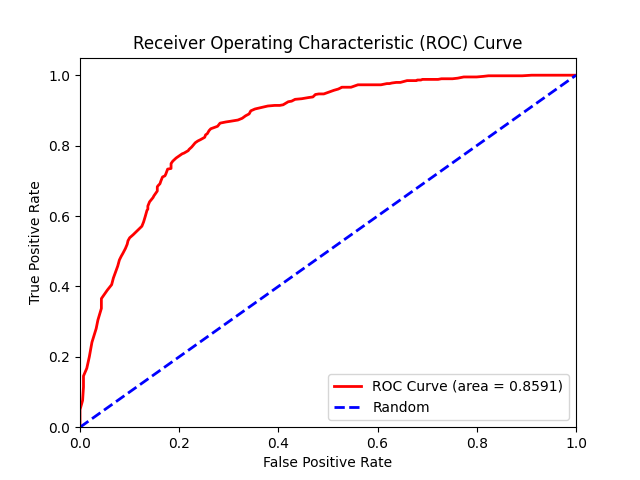 Receiver Operating Characteristic (ROC) Curve
True Positive Rate
1.0
0.8
0.6
0.4
0.2
0.0
0.0 0.2 0.4 0.6 0.8 1.0
False Positive Rate
ROC Curve (area = 0.8591)
Random